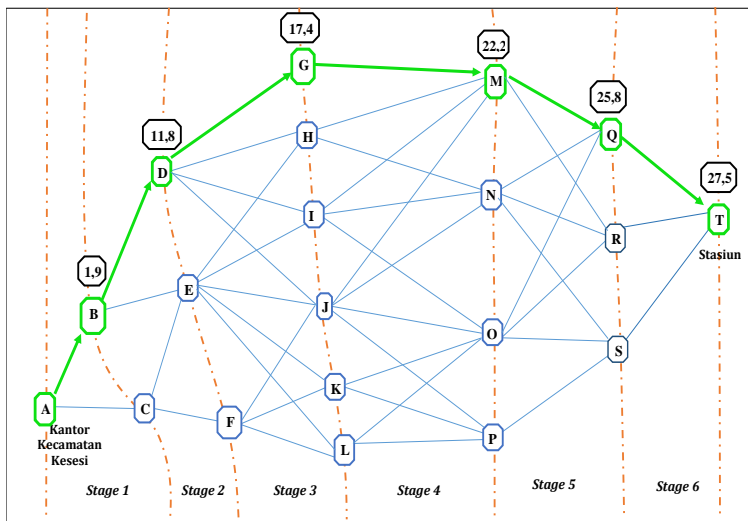 17,4
22,2
G
M
25,8
11,8
H
Q
D
27,5
N
I
T
R
Stasiun
1,9
E
B
J
O
S
K
A
C
F
P
L
Kantor
Kecamatan
Kesesi
Stage 1
Stage 2
Stage 3
Stage 4
Stage 5
Stage 6